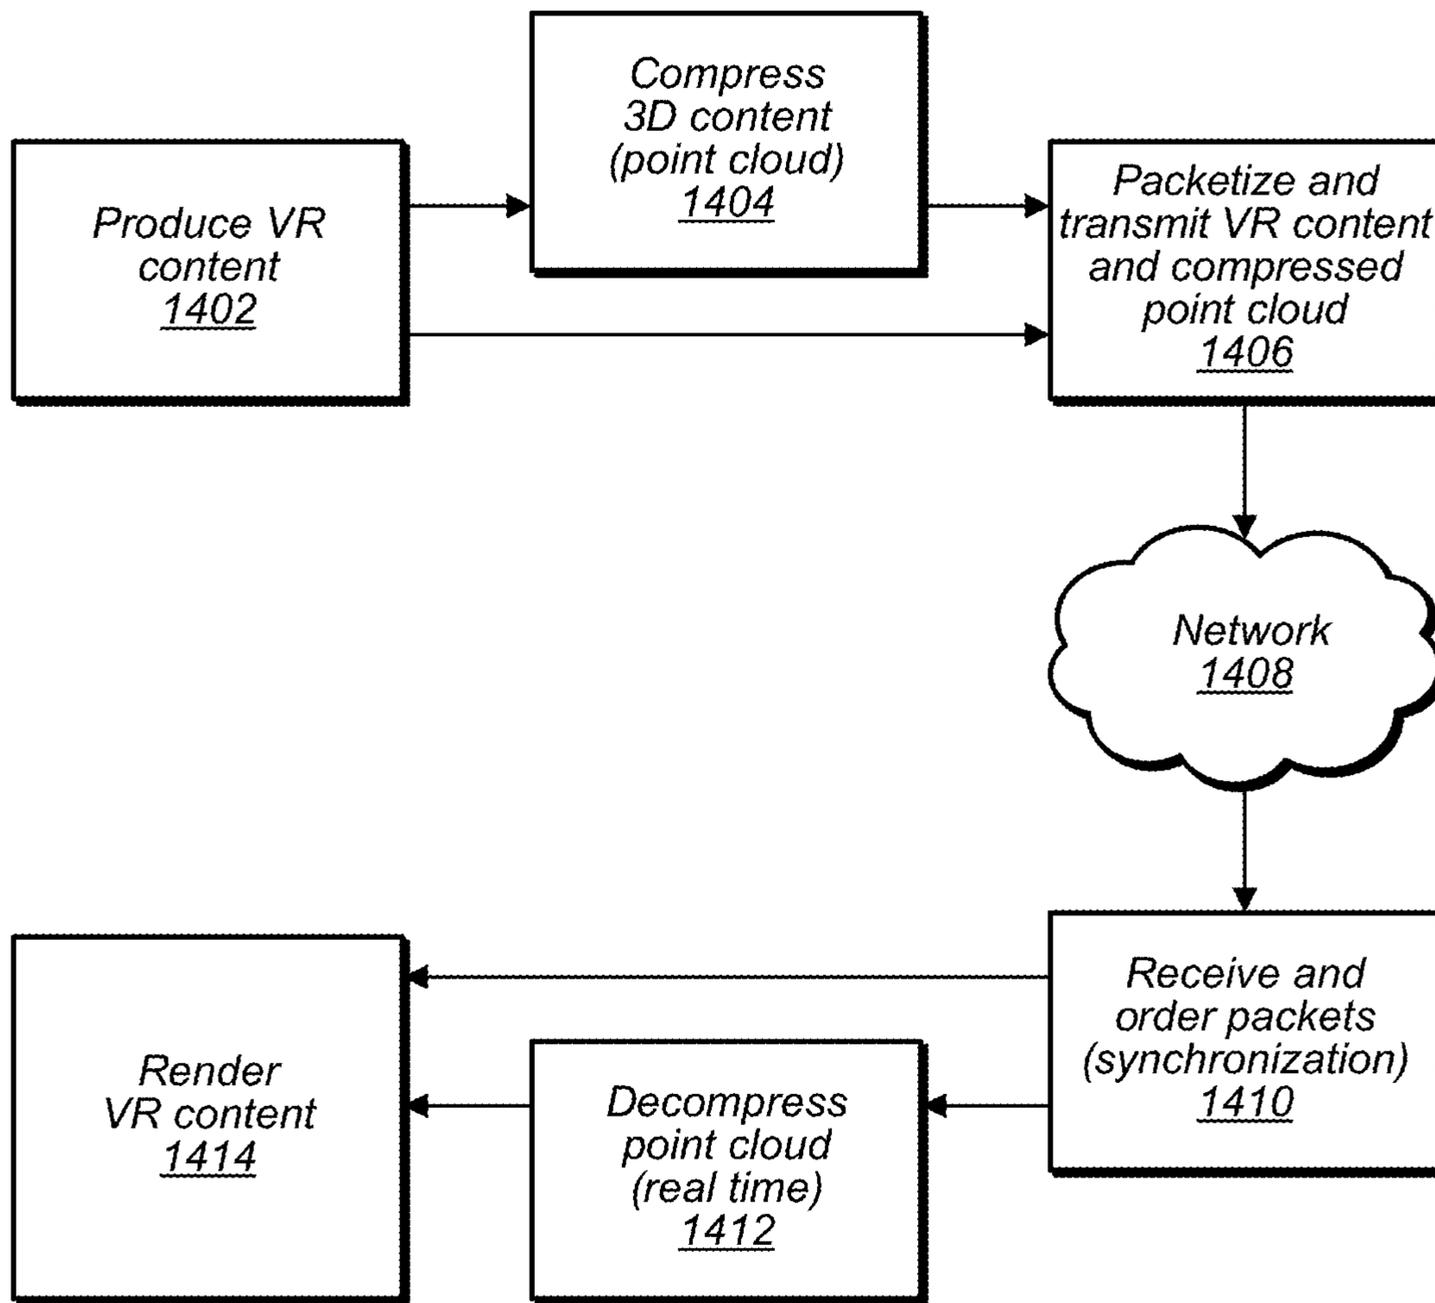 Produce VR
content
1402
Compress
3D content
(point cloud)
1404
Packetize and
transmit VR content
and compressed
point cloud
1406
Network
1408
Receive and
order packets
(synchronization)
1410
Decompress
point cloud
(real time)
1412
Render
VR content
1414